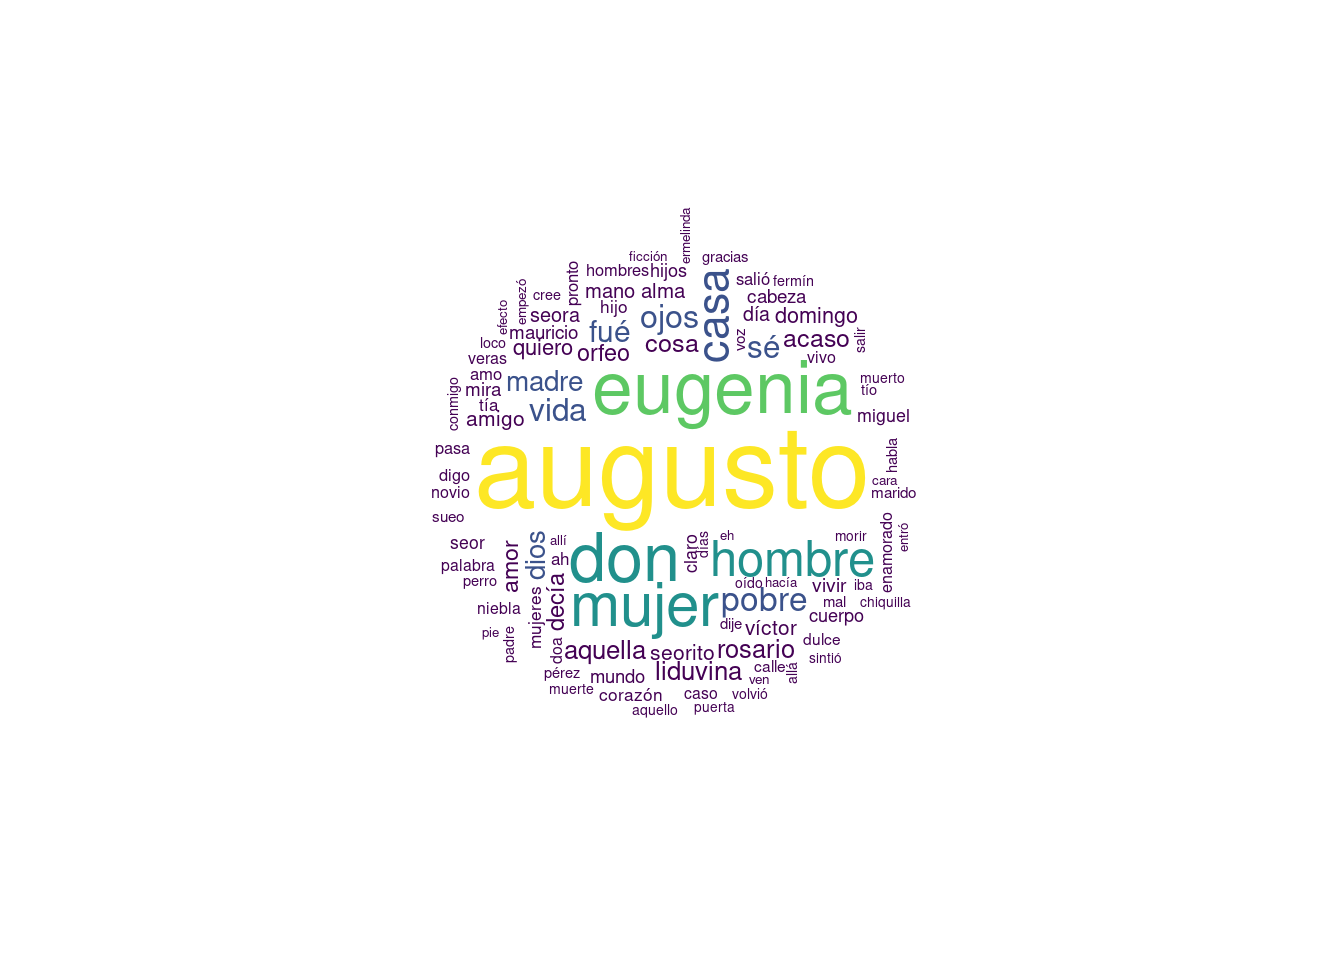 ermelinda
ficción
gracias
pronto
hombres
hijos
casa
salió
fermín
empezó
cree
mano
alma
cabeza
efecto
seora
hijo
ojos
día
domingo
mauricio
fué
voz
sé
acaso
salir
loco
quiero
orfeo
cosa
veras
vivo
amo
madre
eugenia
muerto
conmigo
mira
tío
tía
vida
amigo
miguel
pasa
augusto
habla
digo
cara
novio
marido
sueo
seor
amor
dios
allí
don
claro
días
eh
hombre
morir
enamorado
entró
palabra
ah
perro
decía
mujer
oído
hacía
vivir
iba
niebla
mujeres
pobre
mal
chiquilla
pie
padre
dije
víctor
cuerpo
doa
aquella
seorito
rosario
dulce
sintió
pérez
mundo
liduvina
calle
allá
muerte
corazón
caso
ven
volvió
aquello
puerta